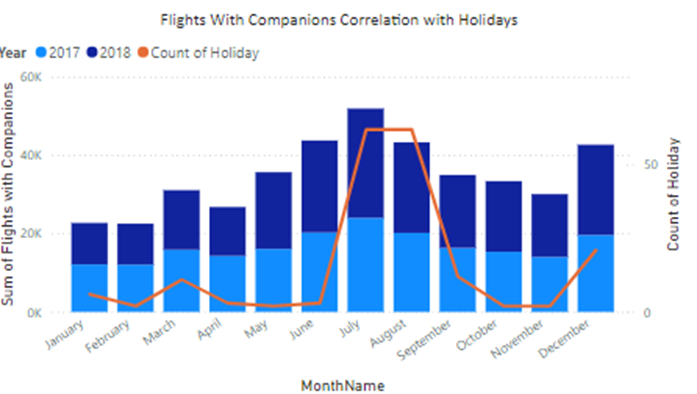 Flights With Companions Correlation with Holidays
Year 2017 2018 Count of Holiday
Sum of Flights with Companions
60K
40K
20K
0K
Count of Holiday
50
0
January
February
March
April
May
June
July
August
September
October
November
December
MonthName